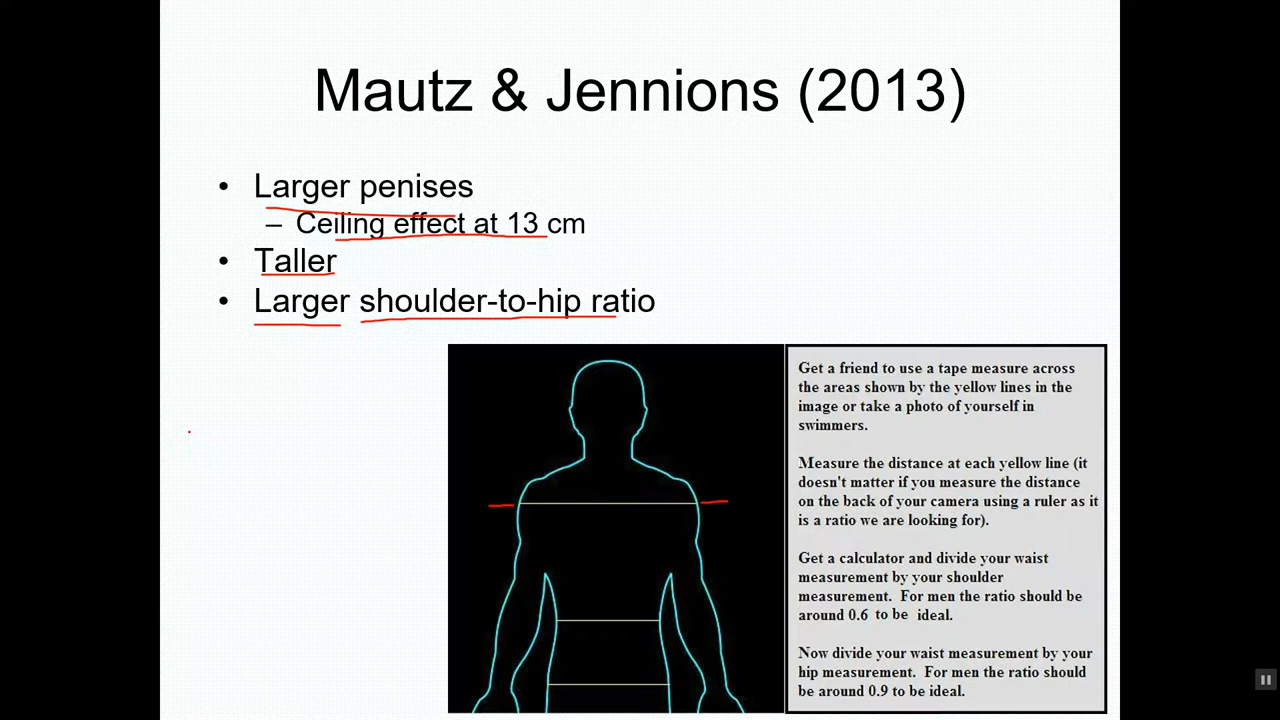 Mautz & Jennions (2013)
• Larger penises
– Ceiling effect at 13 cm
• Taller
• Larger shoulder-to-hip ratio
Get a friend to use a tape measure across
the areas shown by the yellow lines in the
image or take a photo of yourself in
swimmers.
Measure the distance at each yellow line (it
doesn't matter if you measure the distance
on the back of your camera using a ruler as it
is a ratio we are looking for).
Get a calculator and divide your waist
measurement by your shoulder
measurement. For men the ratio should be
around 0.6 to be ideal.
Now divide your waist measurement by your
hip measurement. For men the ratio should
be around 0.9 to be ideal.